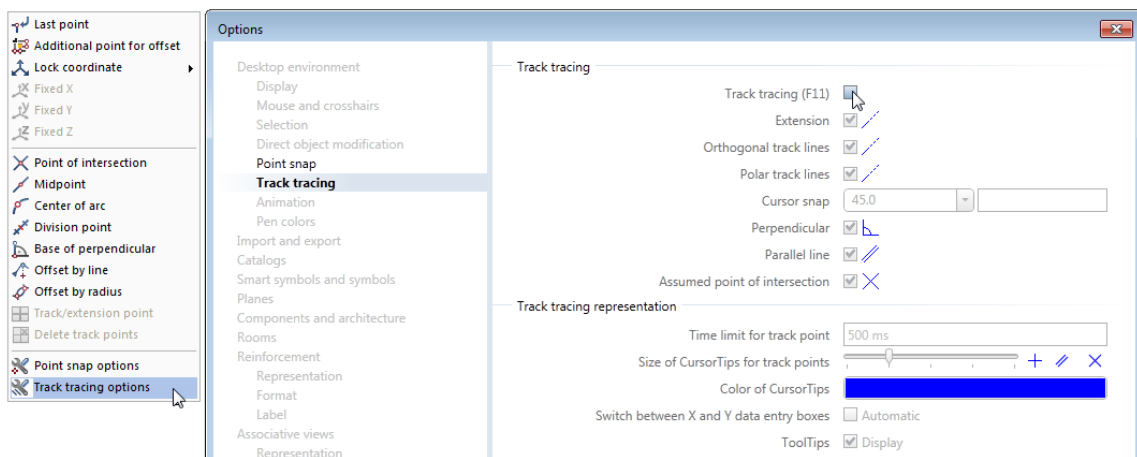 Last point
Additional point for offset
Lock coordinate
Fixed X
Fixed Y
Fixed Z
Point of intersection
Midpoint
Center of arc
Division point
Base of perpendicular
Offset by line
Offset by radius
Track/extension point
Delete track points
Point snap options
Track tracing options
Options
Desktop environment
Display
Mouse and crosshairs
Selection
Direct object modification
Point snap
Track tracing
Animation
Pen colors
Import and export
Catalogs
Smart symbols and symbols
Planes
Components and architecture
Rooms
Reinforcement
Representation
Format
Label
Associative views
Representation
Track tracing
Track tracing (F11)
Extension
Orthogonal track lines
Polar track lines
Cursor snap 45.0
Perpendicular
Parallel line
Assumed point of intersection
Track tracing representation
Time limit for track point 500 ms
Size of CursorTips for track points
Color of CursorTips
Switch between X and Y data entry boxes Automatic
ToolTips Display